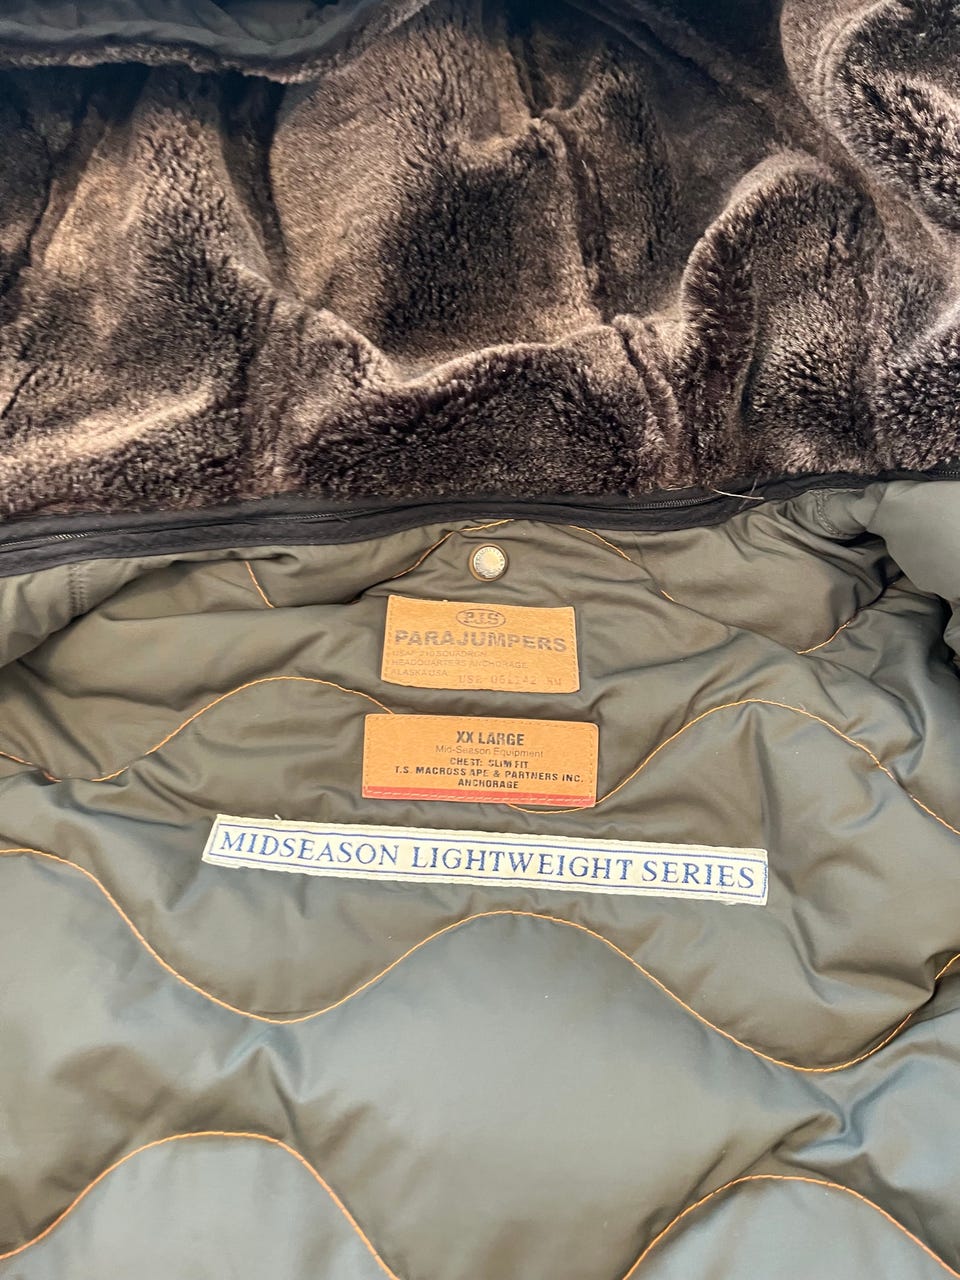 P.J.S
PARAJUMPERS
USAF 210 SQUADRON
HEADQUARTERS ANCHORAGE
ALASKA USA
XX LARGE
Mid-Season Equipment
CHEST: SLIM FIT
T.S. MACROSS APE & PARTNERS INC.
ANCHORAGE
MIDSEASON LIGHTWEIGHT SERIES